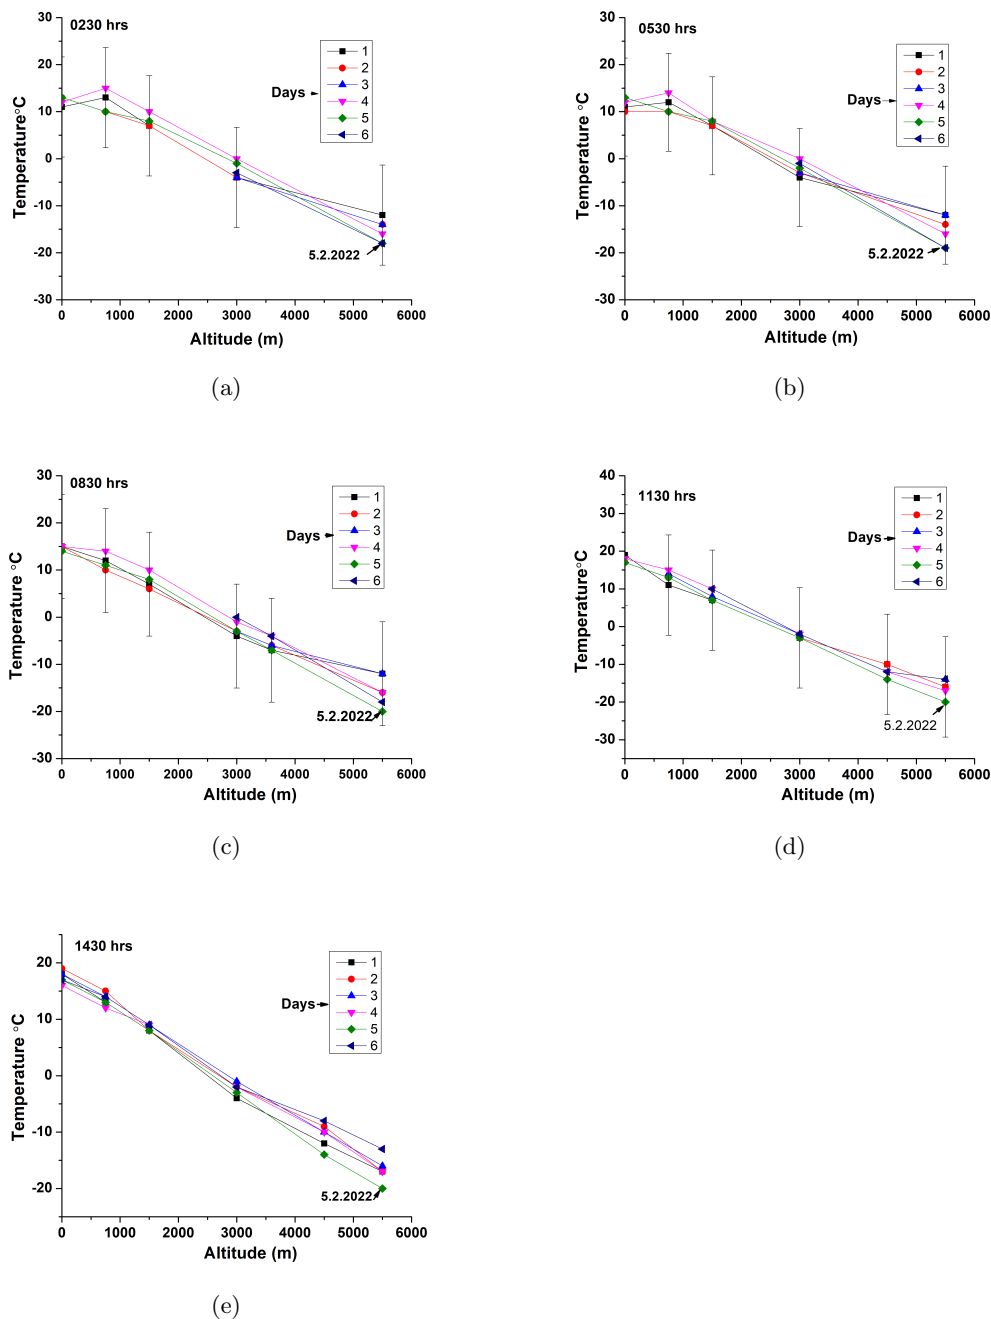 0230 hrs
Days
1
2
3
4
5
6
Temperature°C
30
20
10
0
-10
-20
-30
5.2.2022
0 1000 2000 3000 4000 5000 6000
Altitude (m)
(a)
0530 hrs
Days
1
2
3
4
5
6
Temperature °C
30
20
10
0
-10
-20
-30
5.2.2022
0 1000 2000 3000 4000 5000 6000
Altitude (m)
(b)
0830 hrs
Days
1
2
3
4
5
6
Temperature °C
30
20
10
0
-10
-20
-30
5.2.2022
0 1000 2000 3000 4000 5000 6000
Altitude (m)
(c)
1130 hrs
Days
1
2
3
4
5
6
Temperature°C
40
30
20
10
0
-10
-20
-30
5.2.2022
0 1000 2000 3000 4000 5000 6000
Altitude (m)
(d)
1430 hrs
Days
1
2
3
4
5
6
Temperature °C
20
10
0
-10
-20
5.2.2022
0 1000 2000 3000 4000 5000 6000
Altitude (m)
(e)